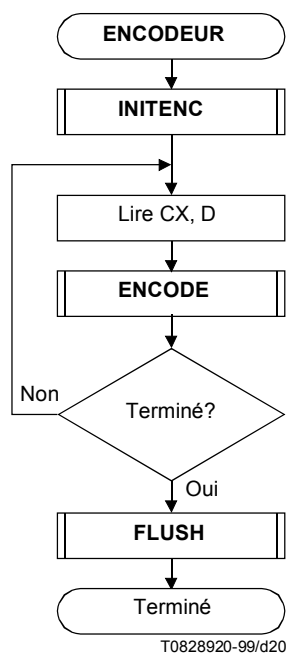 ENCODEUR
INITENC
Lire CX, D
ENCODE
Terminé?
Non
Oui
FLUSH
Terminé
T0828920-99/d20